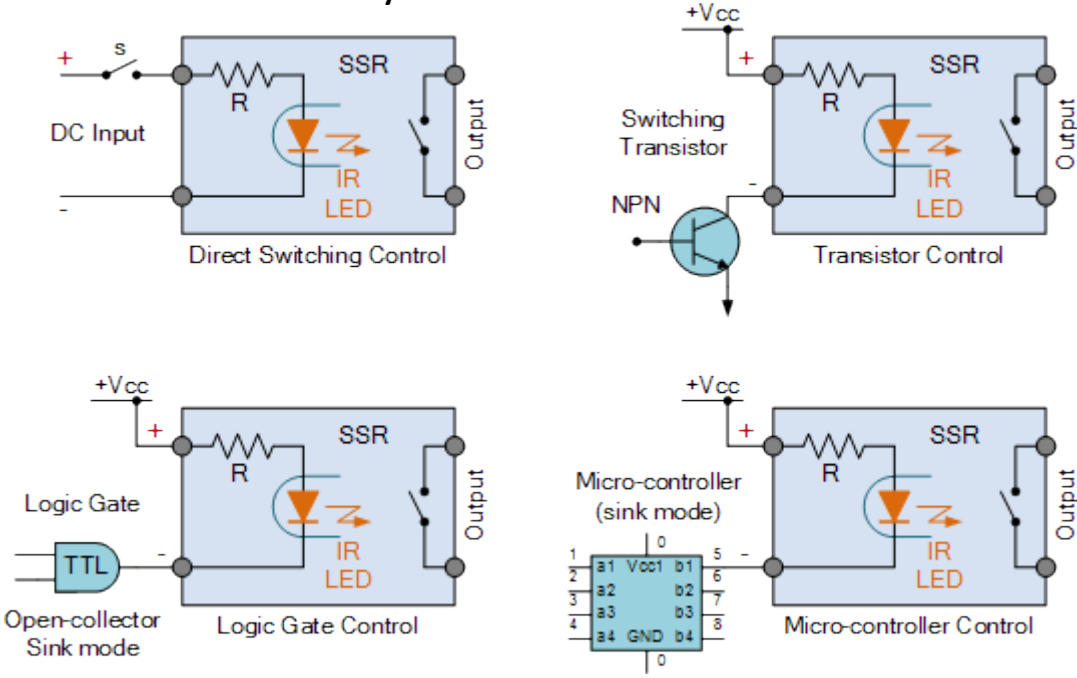 S
+
SSR
R
DC Input
IR
LED
-
Output
Direct Switching Control
+Vcc
+
SSR
R
Switching
Transistor
NPN
-
IR
LED
Output
Transistor Control
+Vcc
+
SSR
R
Logic Gate
TTL
-
IR
LED
Output
Open-collector
Sink mode
Logic Gate Control
+Vcc
+
SSR
R
Micro-controller
(sink mode)
0
1 a1 Vcc1 b1 5
2 a2 b2 6
3 a3 b3 7
4 a4 GND b4 8
0
-
IR
LED
Output
Micro-controller Control